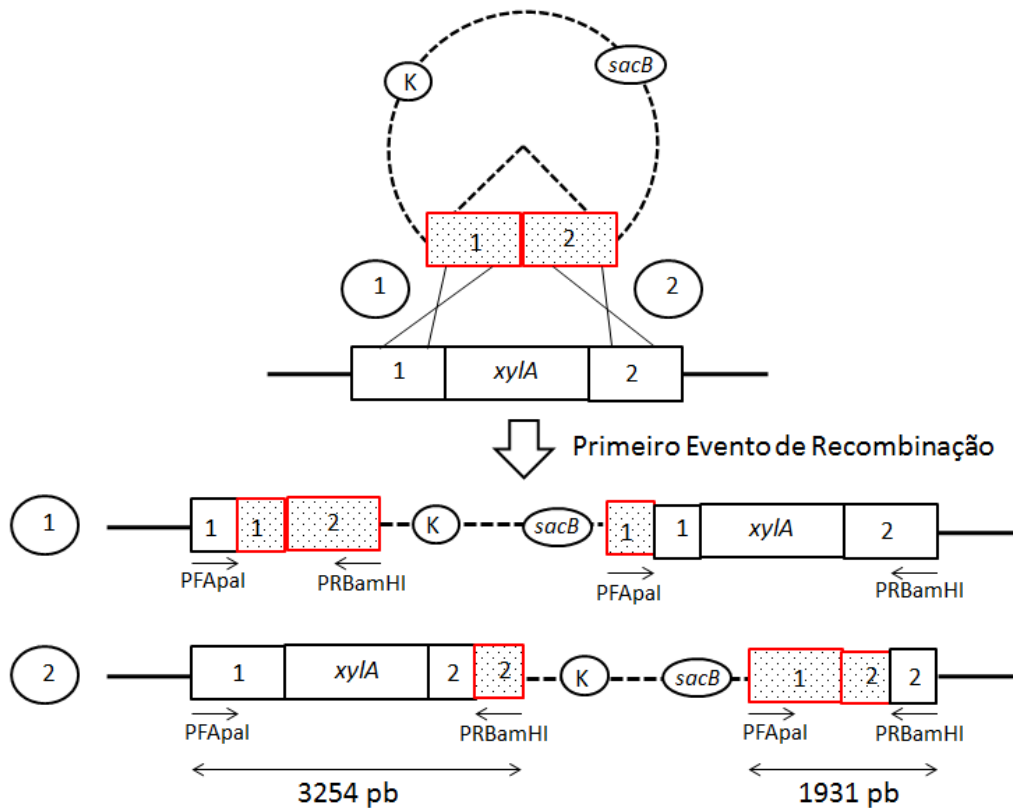 K
sacB
1 2
1 2
1 xylA 2
Primeiro Evento de Recombinação
1 1 1 2 K sacB 1 1 xylA 2
PFApaI PRBamHI PFApaI PRBamHI
2 1 xylA 2 2 K sacB 1 2 2
PFApaI PRBamHI PFApaI PRBamHI
3254 pb 1931 pb